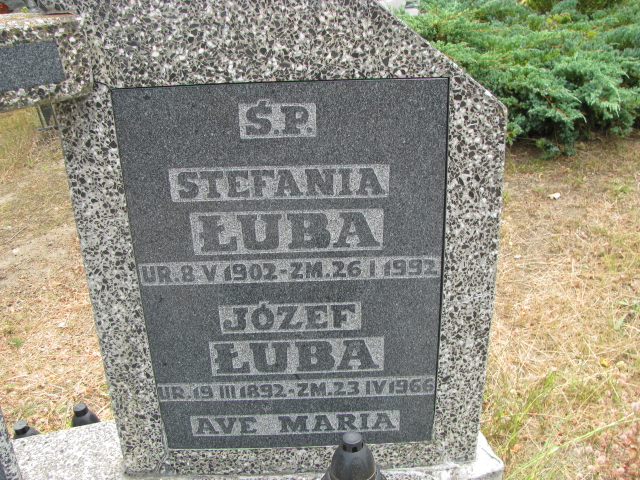 Ś.P.
STEFANIA
ŁUBA
UR.8 V 1902-ZM.26 I 1992
JÓZEF
ŁUBA
UR.19 III 1892-ZM.23 IV 1966
AVE MARIA